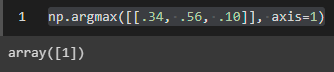 1 np.argmax([[.34, .56, .10]], axis=1)
array([1])